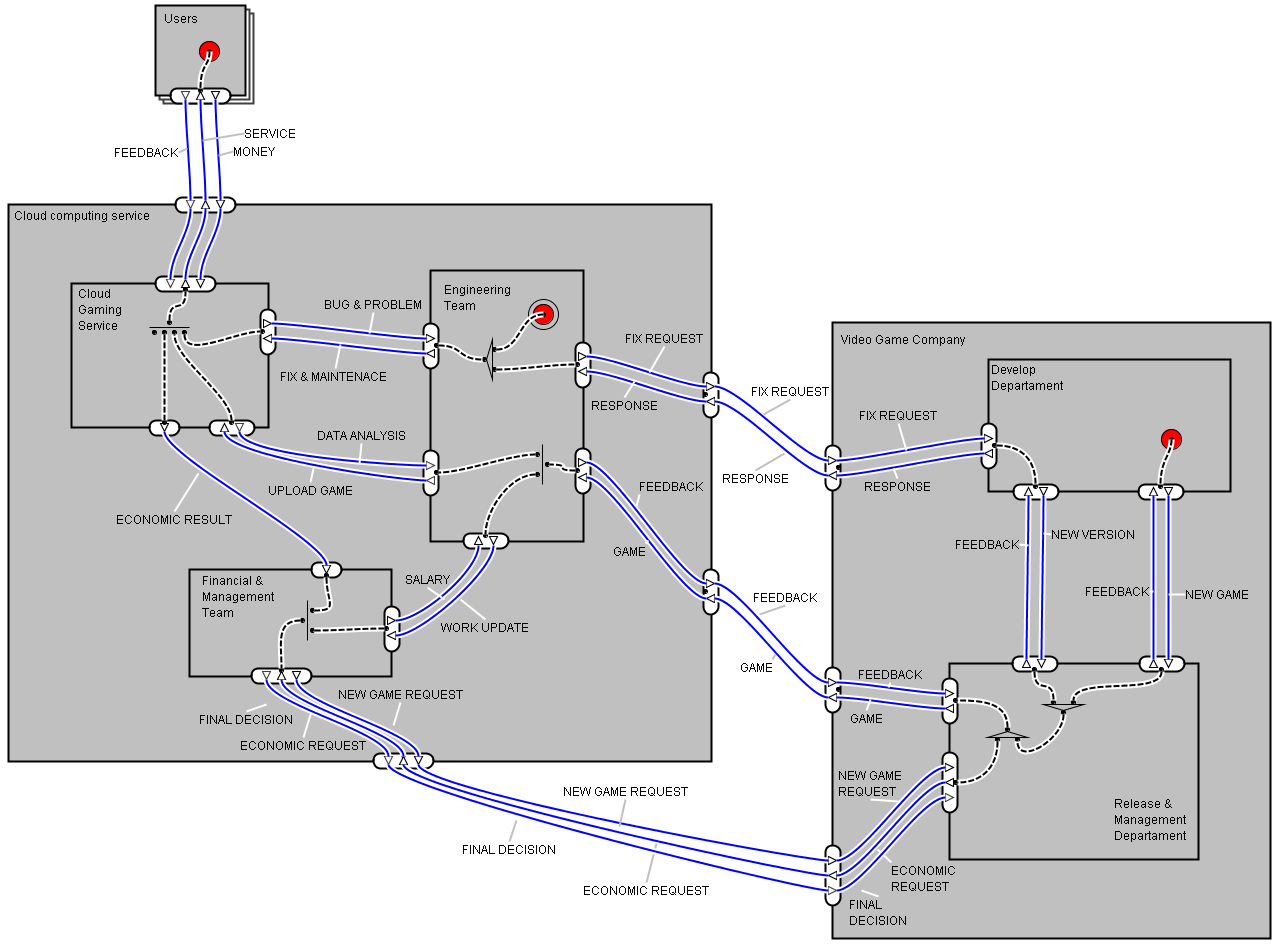 Users
SERVICE
FEEDBACK
MONEY
Cloud computing service
Cloud
Gaming
Service
BUG & PROBLEM
FIX & MAINTENACE
Engineering
Team
FIX REQUEST
RESPONSE
FIX REQUEST
RESPONSE
Video Game Company
Develop
Departament
FIX REQUEST
RESPONSE
DATA ANALYSIS
UPLOAD GAME
ECONOMIC RESULT
FEEDBACK
GAME
FEEDBACK
NEW VERSION
FEEDBACK
NEW GAME
Financial &
Management
Team
SALARY
WORK UPDATE
FEEDBACK
GAME
FEEDBACK
GAME
NEW GAME REQUEST
FINAL DECISION
ECONOMIC REQUEST
NEW GAME REQUEST
FINAL DECISION
ECONOMIC REQUEST
NEW GAME
REQUEST
ECONOMIC
REQUEST
FINAL
DECISION
Release &
Management
Departament